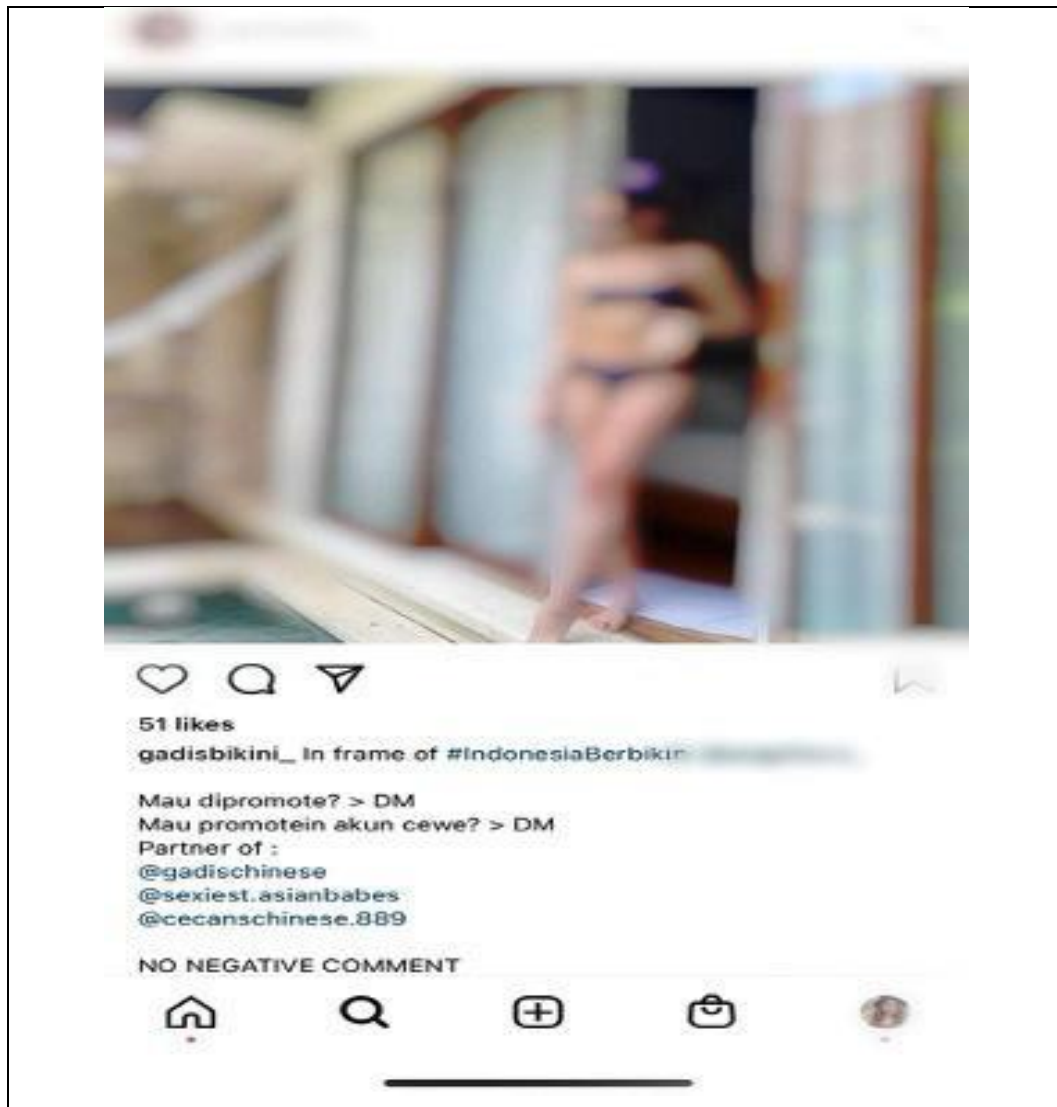 51 likes
gadisbikini_ In frame of #IndonesiaBerbikin
Mau dipromote? > DM
Mau promotein akun cewe? > DM
Partner of :
@gadischinese
@sexiest.asianbabes
@cecanschinese.889
NO NEGATIVE COMMENT